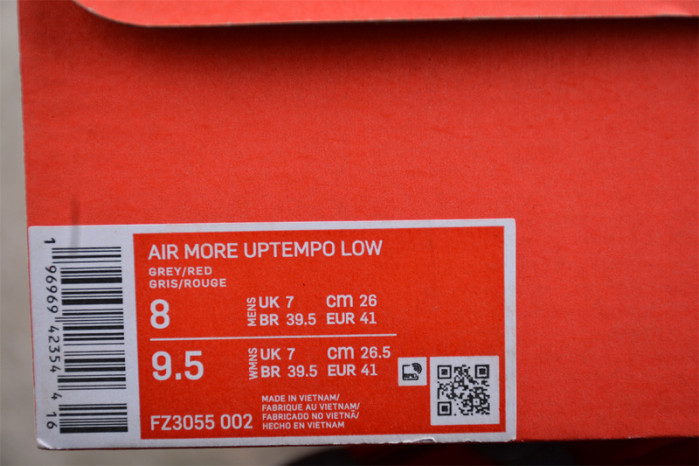 AIR MORE UPTEMPO LOW
GREY/RED
GRIS/ROUGE
8 MENS UK 7 cm 26
BR 39.5 EUR 41
9.5 WMNS UK 7 cm 26.5
BR 39.5 EUR 41
FZ3055 002
MADE IN VIETNAM/
FABRIQUE AU VIETNAM/
FABRICADO NO VIETNÃ/
HECHO EN VIETNAM
1 96969 42354 4 16